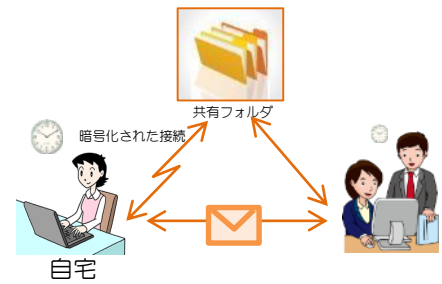 共有フォルダ
暗号化された接続
自宅